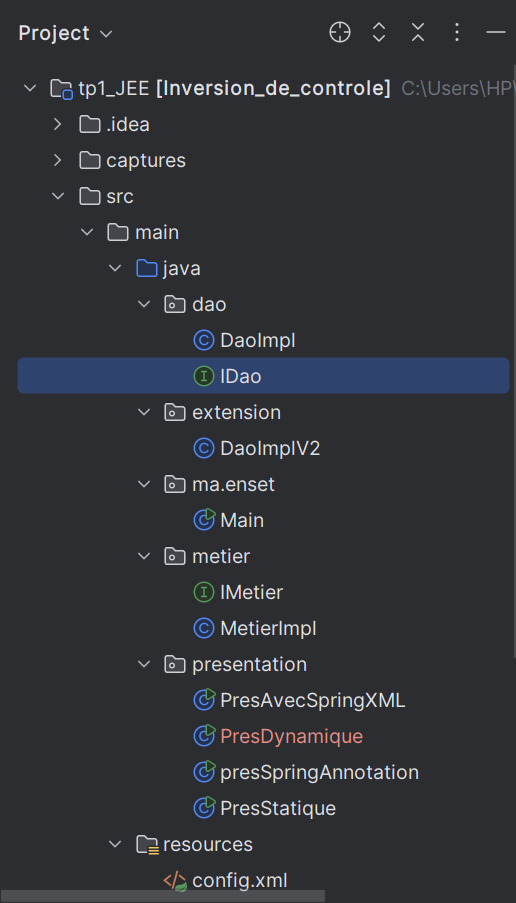 Project
tp1_JEE [Inversion_de_controle] C:\Users\HP\
.idea
captures
src
main
java
dao
DaoImpl
IDao
extension
DaoImplV2
ma.enset
Main
metier
IMetier
MetierImpl
presentation
PresAvecSpringXML
PresDynamique
presSpringAnnotation
PresStatique
resources
config.xml